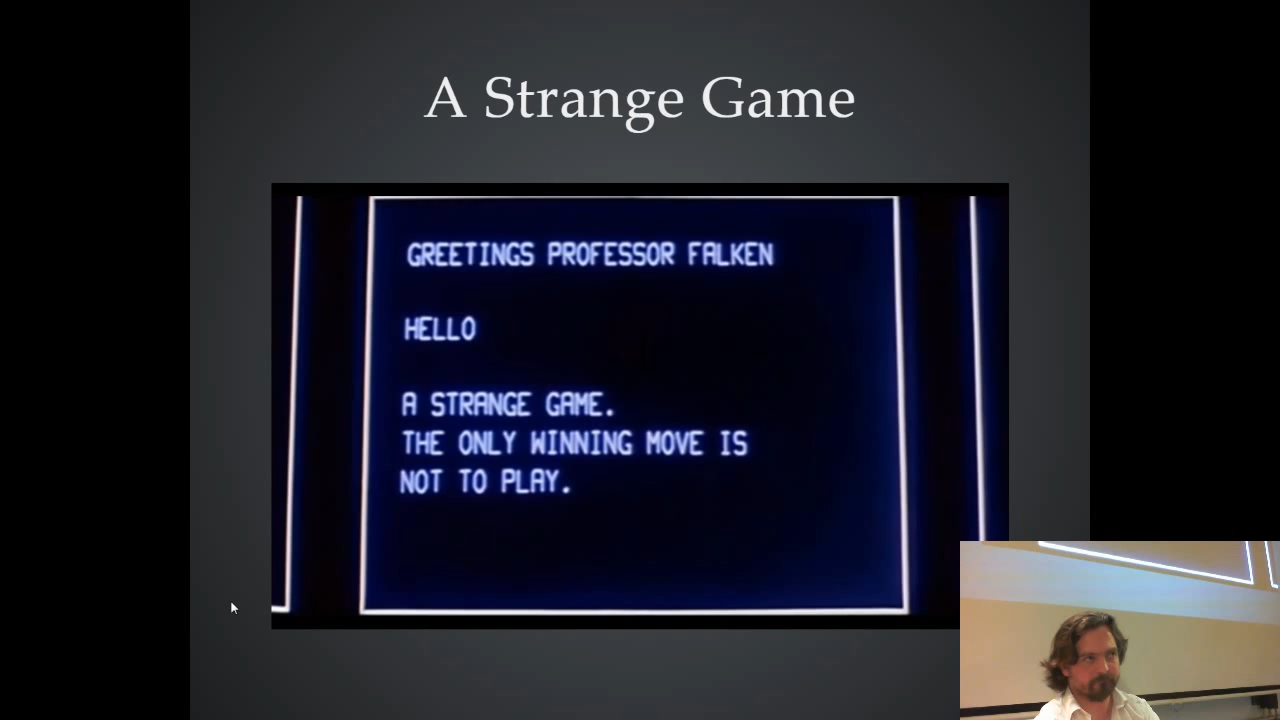 A Strange Game
GREETINGS PROFESSOR FALKEN
HELLO
A STRANGE GAME.
THE ONLY WINNING MOVE IS
NOT TO PLAY.